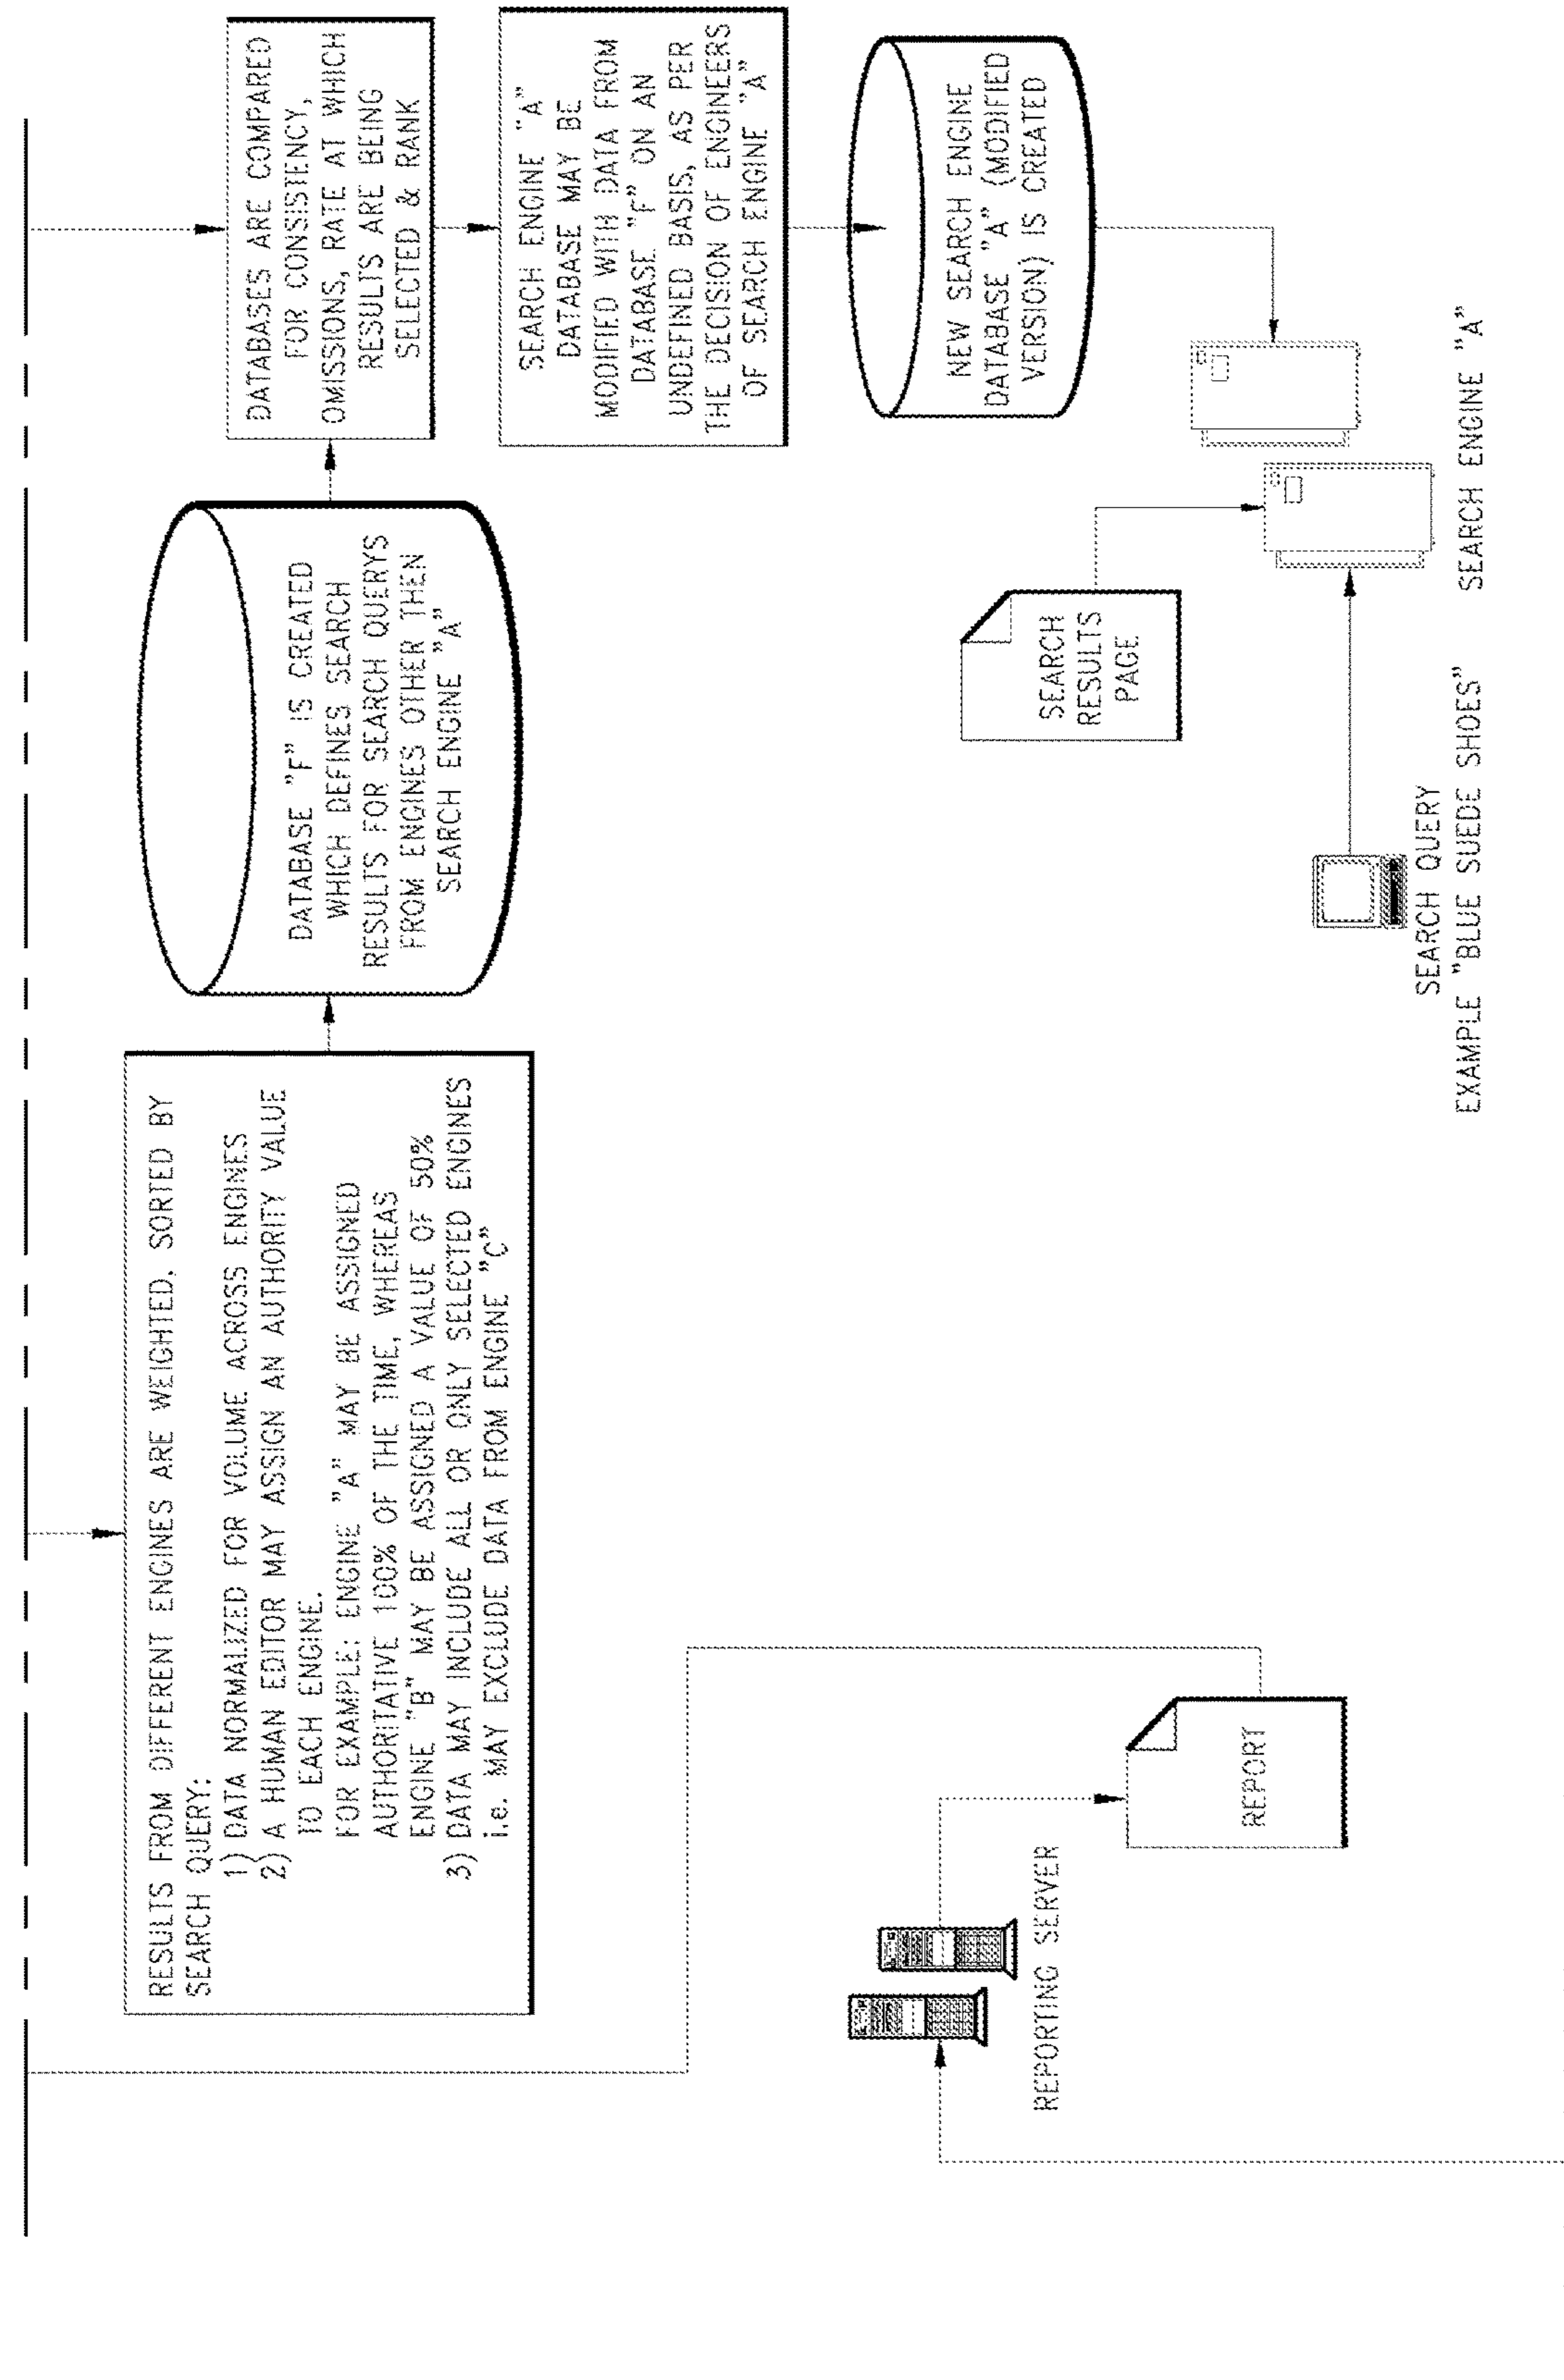 RESULTS FROM DIFFERENT ENGINES ARE WEIGHTED, SORTED BY
SEARCH QUERY:
1) DATA NORMALIZED FOR VOLUME ACROSS ENGINES
2) A HUMAN EDITOR MAY ASSIGN AN AUTHORITY VALUE
TO EACH ENGINE.
FOR EXAMPLE: ENGINE "A" MAY BE ASSIGNED
AUTHORITATIVE 100% OF THE TIME, WHEREAS
ENGINE "B" MAY BE ASSIGNED A VALUE OF 50%
3) DATA MAY INCLUDE ALL OR ONLY SELECTED ENGINES
i.e. MAY EXCLUDE DATA FROM ENGINE "C"
DATABASE "F" IS CREATED
WHICH DEFINES SEARCH
RESULTS FOR SEARCH QUERYS
FROM ENGINES OTHER THEN
SEARCH ENGINE "A"
DATABASES ARE COMPARED
FOR CONSISTENCY,
OMISSIONS, RATE AT WHICH
RESULTS ARE BEING
SELECTED & RANK
SEARCH ENGINE "A"
DATABASE MAY BE
MODIFIED WITH DATA FROM
DATABASE "F" ON AN
UNDEFINED BASIS, AS PER
THE DECISION OF ENGINEERS
OF SEARCH ENGINE "A"
NEW SEARCH ENGINE
DATABASE "A" (MODIFIED
VERSION) IS CREATED
REPORTING SERVER
REPORT
SEARCH
RESULTS
PAGE
SEARCH QUERY
EXAMPLE "BLUE SUEDE SHOES"
SEARCH ENGINE "A"